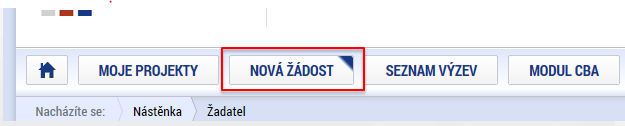 MOJE PROJEKTY NOVÁ ŽÁDOST SEZNAM VÝZEV MODUL CBA
Nacházíte se: Nástěnka Žadatel